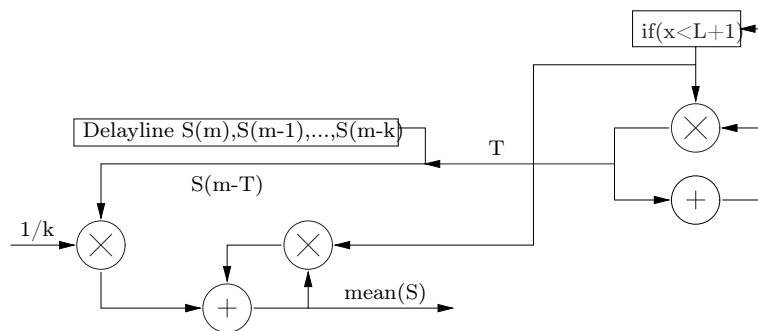 if(x<L+1)
Delayline S(m),S(m-1),...,S(m-k)
T
S(m-T)
1/k
mean(S)